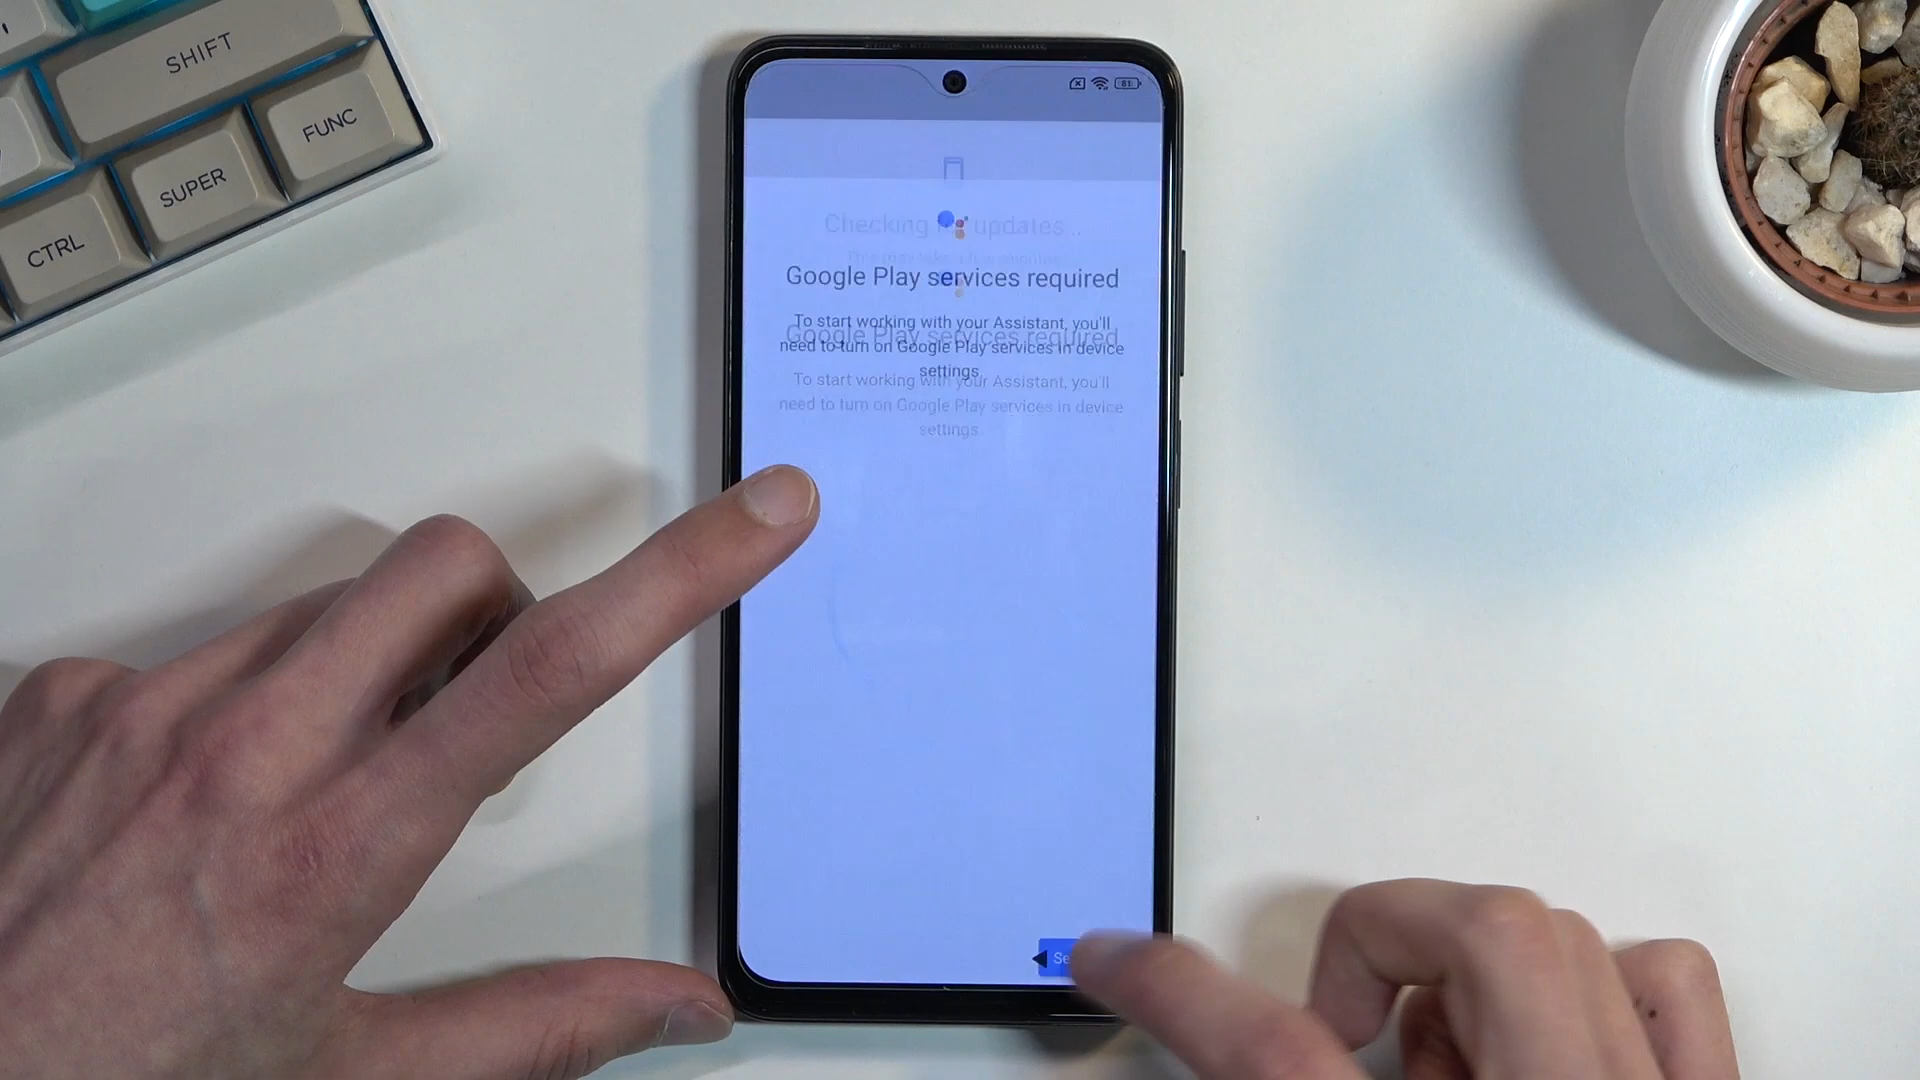 SHIFT
FUNC
SUPER
CTRL
81
Checking updates...
Google Play services required
To start working with your Assistant, you'll
need to turn on Google Play services in device
settings.
Google Play services required
To start working with your Assistant, you'll
need to turn on Google Play services in device
settings.